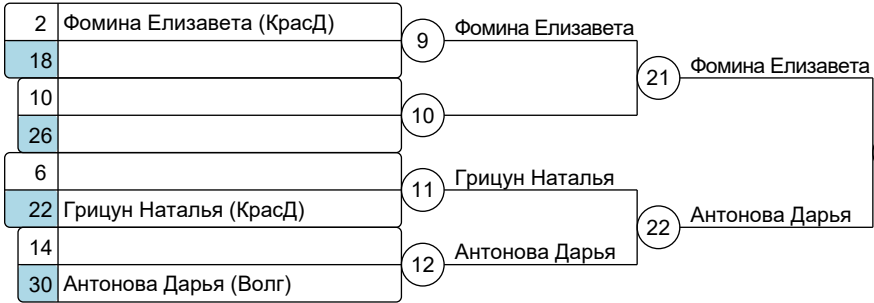 2 Фомина Елизавета (КрасД)
9 Фомина Елизавета
18
21 Фомина Елизавета
10
10
26
6
11 Грицун Наталья
22 Грицун Наталья (КрасД)
22 Антонова Дарья
14
12 Антонова Дарья
30 Антонова Дарья (Волг)